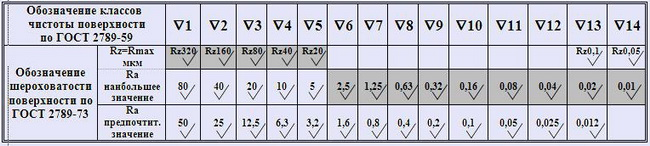 Обозначение классов чистоты поверхности по ГОСТ 2789-59 ∇1 ∇2 ∇3 ∇4 ∇5 ∇6 ∇7 ∇8 ∇9 ∇10 ∇11 ∇12 ∇13 ∇14
Обозначение шероховатости поверхности по ГОСТ 2789-73
Rz=Rmax мкм Rz320 Rz160 Rz80 Rz40 Rz20 Rz0,1 Rz0,05
Ra наибольшее значение 80 40 20 10 5 2,5 1,25 0,63 0,32 0,16 0,08 0,04 0,02 0,01
Ra предпочтит. значение 50 25 12,5 6,3 3,2 1,6 0,8 0,4 0,2 0,1 0,05 0,025 0,012